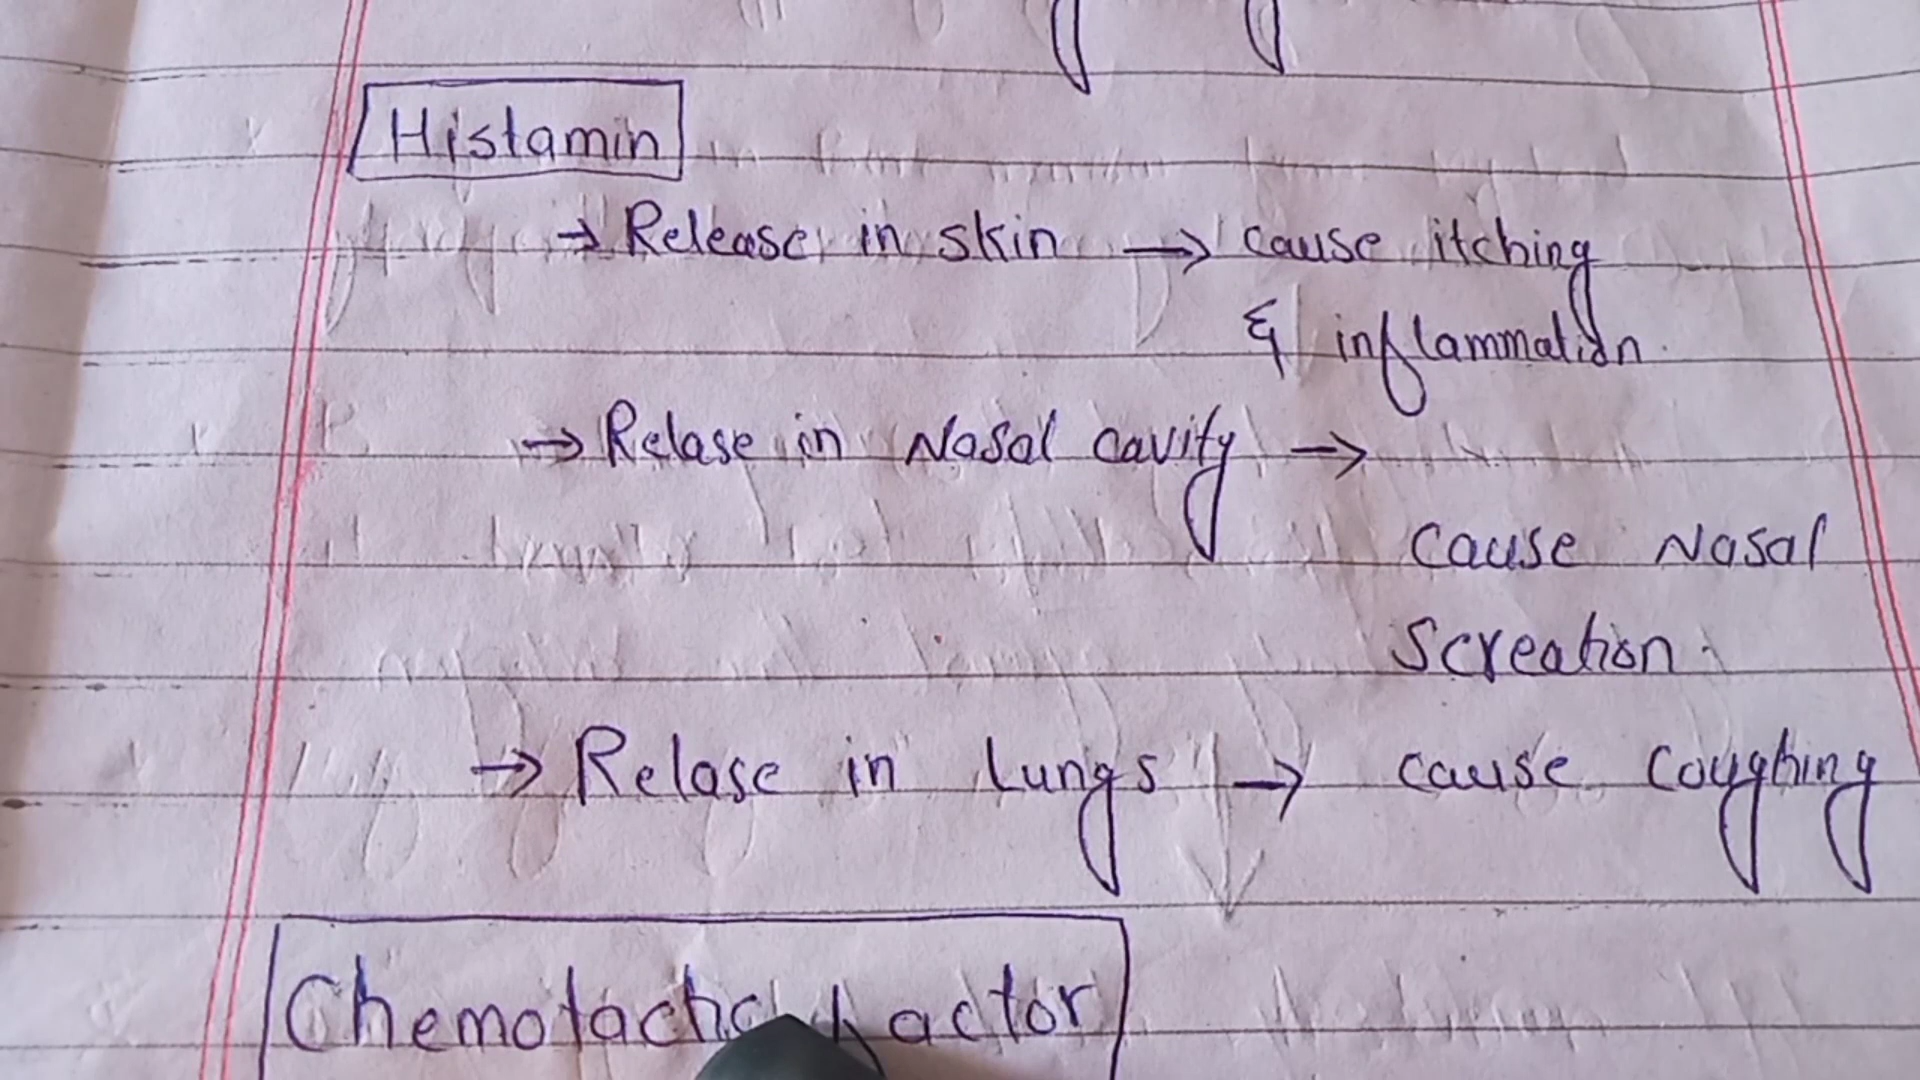 Histamin
→ Release in skin → cause itching
& inflammation.
→ Relase in Nasal cavity →
cause Nasal
Screation.
→ Relase in lungs → cause coughing
Chemotactic factor